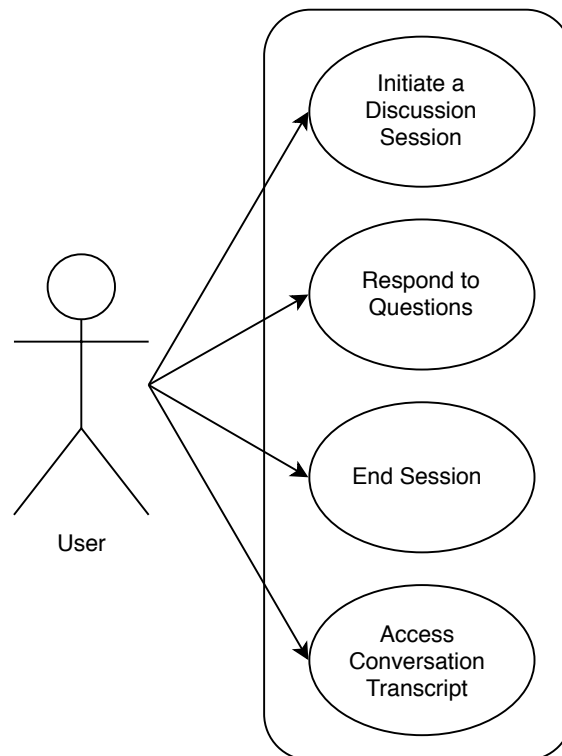 Initiate a
Discussion
Session
Respond to
Questions
End Session
User
Access
Conversation
Transcript